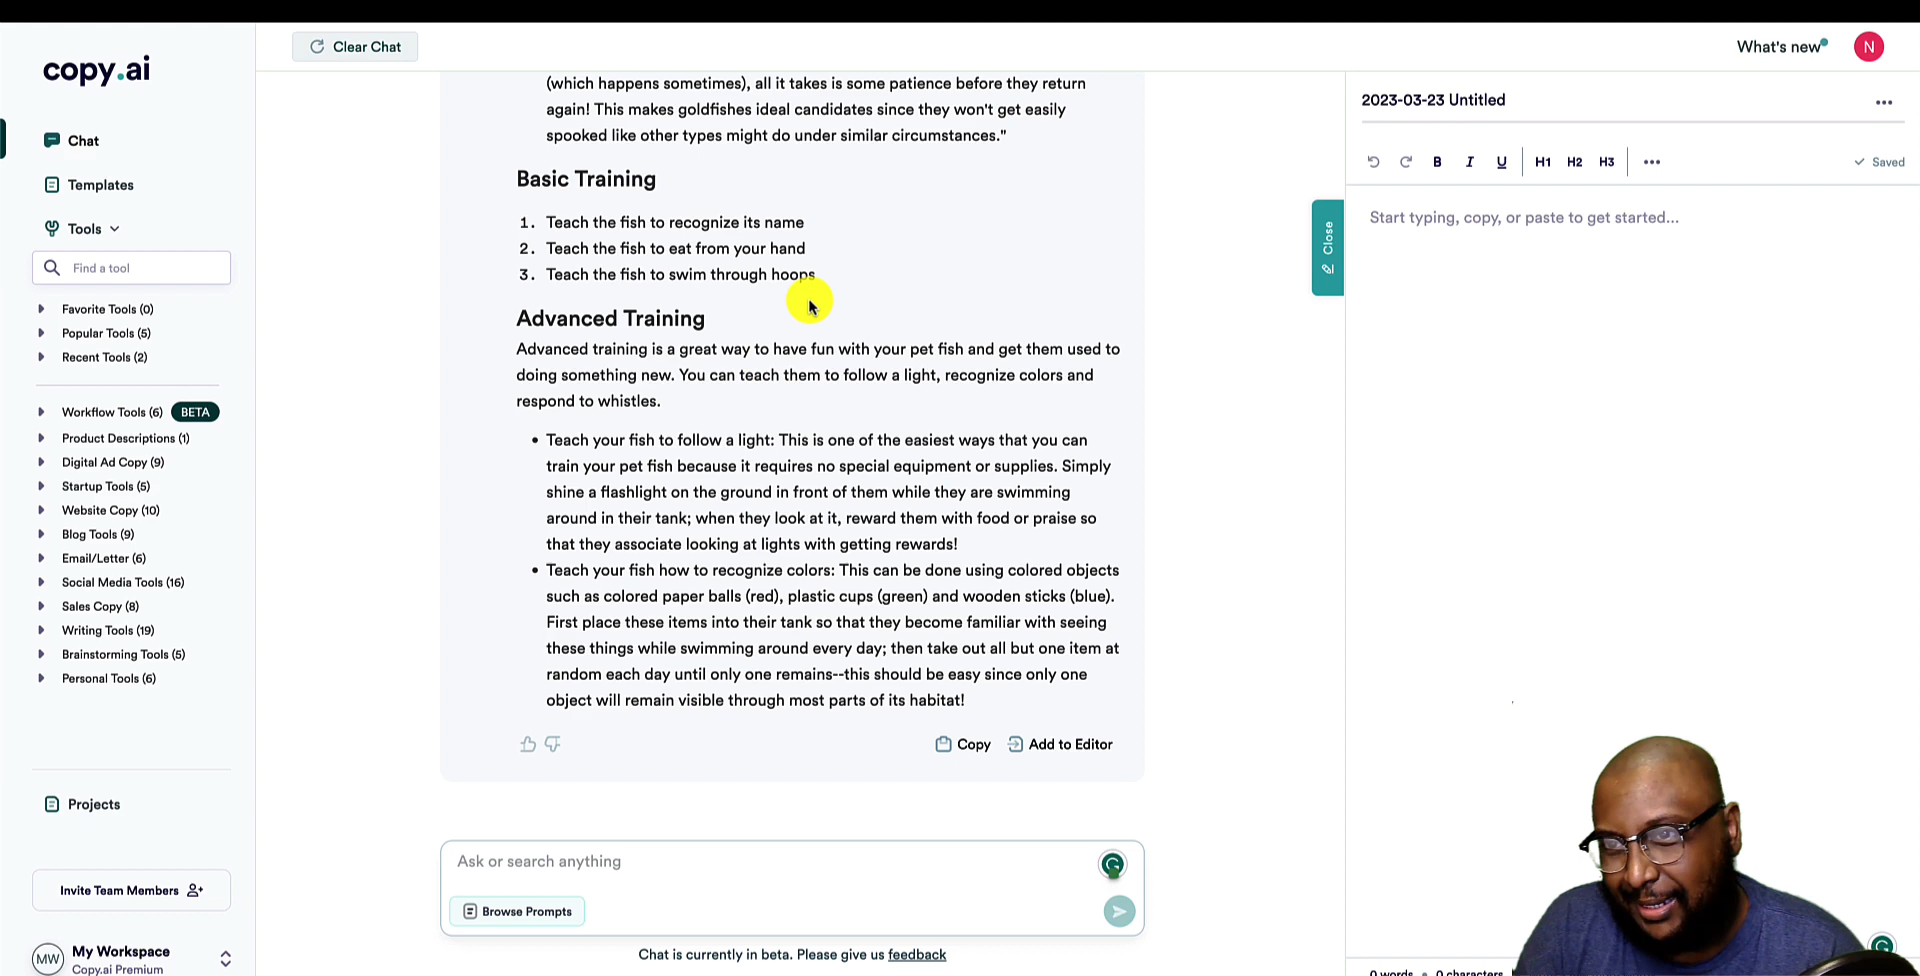 Clear Chat
What's new
N
copy.ai
Chat
Templates
Tools
Find a tool
Favorite Tools (0)
Popular Tools (5)
Recent Tools (2)
Workflow Tools (6) BETA
Product Descriptions (1)
Digital Ad Copy (9)
Startup Tools (5)
Website Copy (10)
Blog Tools (9)
Email/Letter (6)
Social Media Tools (16)
Sales Copy (8)
Writing Tools (19)
Brainstorming Tools (5)
Personal Tools (6)
Projects
Invite Team Members
MW
My Workspace
Copy.ai Premium
(which happens sometimes), all it takes is some patience before they return
again! This makes goldfishes ideal candidates since they won't get easily
spooked like other types might do under similar circumstances."
Basic Training
1. Teach the fish to recognize its name
2. Teach the fish to eat from your hand
3. Teach the fish to swim through hoops
Advanced Training
Advanced training is a great way to have fun with your pet fish and get them used to
doing something new. You can teach them to follow a light, recognize colors and
respond to whistles.
• Teach your fish to follow a light: This is one of the easiest ways that you can
train your pet fish because it requires no special equipment or supplies. Simply
shine a flashlight on the ground in front of them while they are swimming
around in their tank; when they look at it, reward them with food or praise so
that they associate looking at lights with getting rewards!
• Teach your fish how to recognize colors: This can be done using colored objects
such as colored paper balls (red), plastic cups (green) and wooden sticks (blue).
First place these items into their tank so that they become familiar with seeing
these things while swimming around every day; then take out all but one item at
random each day until only one remains--this should be easy since only one
object will remain visible through most parts of its habitat!
Copy
Add to Editor
Ask or search anything
Browse Prompts
Chat is currently in beta. Please give us feedback
Close
2023-03-23 Untitled
B I U H1 H2 H3
Saved
Start typing, copy, or paste to get started...
0 words • 0 characters